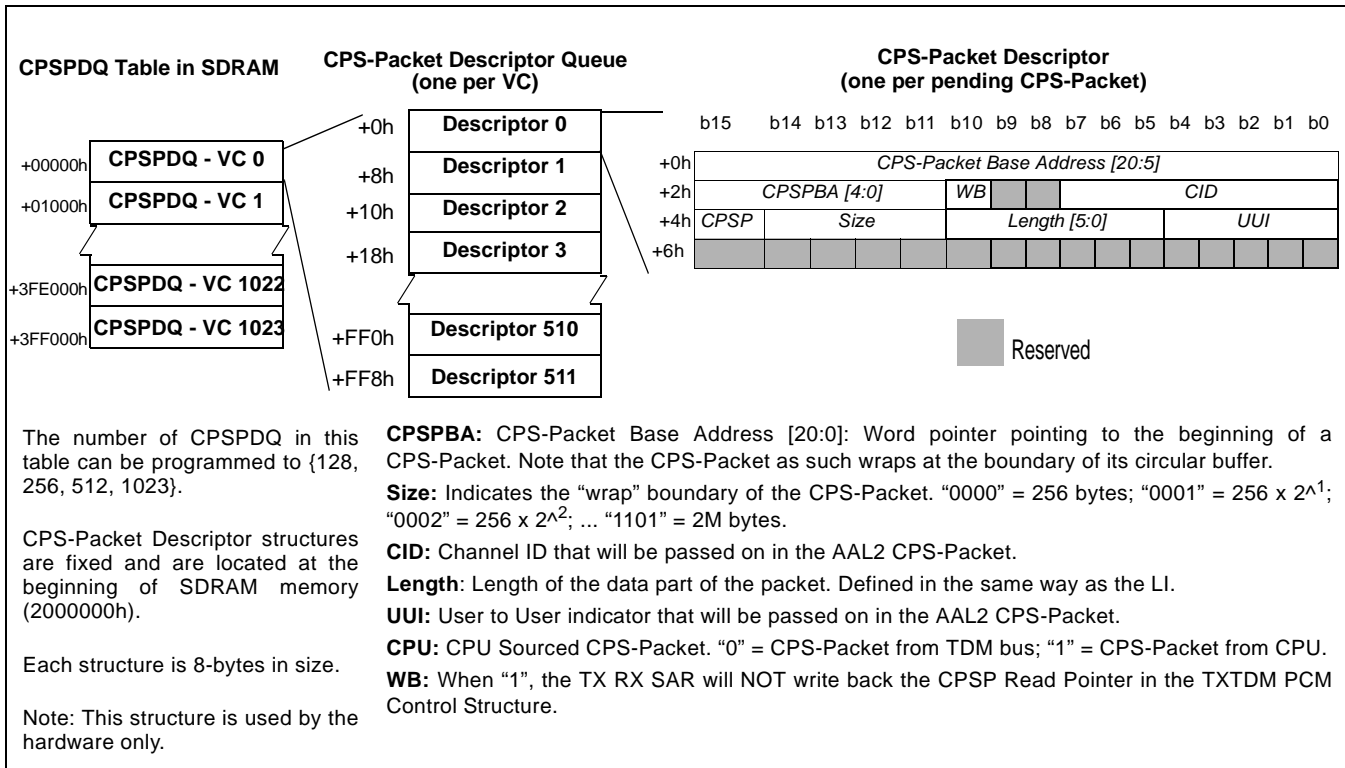 CPSPDQ Table in SDRAM
CPS-Packet Descriptor Queue
(one per VC)
CPS-Packet Descriptor
(one per pending CPS-Packet)
+00000h CPSPDQ - VC 0
+01000h CPSPDQ - VC 1
+3FE000h CPSPDQ - VC 1022
+3FF000h CPSPDQ - VC 1023
+0h Descriptor 0
+8h Descriptor 1
+10h Descriptor 2
+18h Descriptor 3
+FF0h Descriptor 510
+FF8h Descriptor 511
b15 b14 b13 b12 b11 b10 b9 b8 b7 b6 b5 b4 b3 b2 b1 b0
+0h CPS-Packet Base Address [20:5]
+2h CPSPBA [4:0] WB CID
+4h CPSP Size Length [5:0] UUI
+6h
Reserved
The number of CPSPDQ in this
table can be programmed to {128,
256, 512, 1023}.
CPS-Packet Descriptor structures
are fixed and are located at the
beginning of SDRAM memory
(2000000h).
Each structure is 8-bytes in size.
Note: This structure is used by the
hardware only.
CPSPBA: CPS-Packet Base Address [20:0]: Word pointer pointing to the beginning of a
CPS-Packet. Note that the CPS-Packet as such wraps at the boundary of its circular buffer.
Size: Indicates the “wrap” boundary of the CPS-Packet. “0000” = 256 bytes; “0001” = 256 x 2^1;
“0002” = 256 x 2^2; ... “1101” = 2M bytes.
CID: Channel ID that will be passed on in the AAL2 CPS-Packet.
Length: Length of the data part of the packet. Defined in the same way as the LI.
UUI: User to User indicator that will be passed on in the AAL2 CPS-Packet.
CPU: CPU Sourced CPS-Packet. “0” = CPS-Packet from TDM bus; “1” = CPS-Packet from CPU.
WB: When “1”, the TX RX SAR will NOT write back the CPSP Read Pointer in the TXTDM PCM
Control Structure.